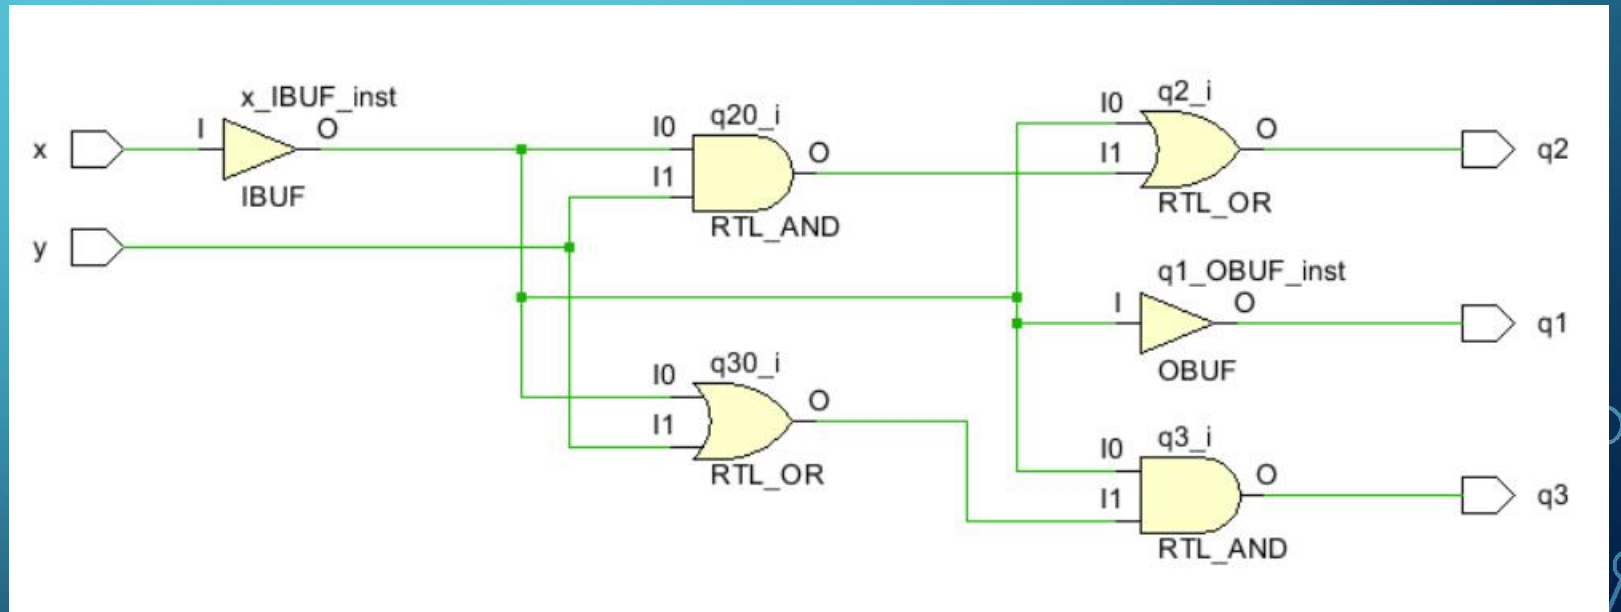 x_IBUF_inst
x
I
O
IBUF
y
q20_i
I0
I1
O
RTL_AND
q30_i
I0
I1
O
RTL_OR
q2_i
I0
I1
O
RTL_OR
q2
q1_OBUF_inst
I
O
OBUF
q1
q3_i
I0
I1
O
RTL_AND
q3